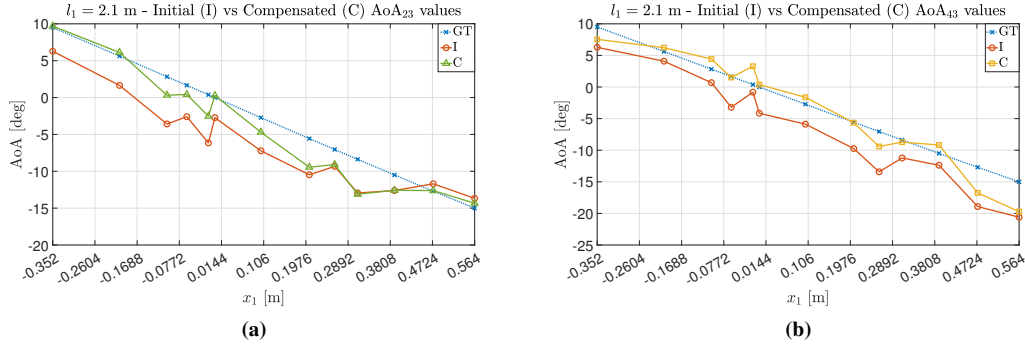 l₁ = 2.1 m - Initial (I) vs Compensated (C) AoA₂₃ values
10
5
0
-5
-10
-15
-20
AoA [deg]
GT
I
C
-0.352
-0.2604
-0.1688
-0.0772
0.0144
0.106
0.1976
0.2892
0.3808
0.4724
0.564
x₁ [m]
(a)
l₁ = 2.1 m - Initial (I) vs Compensated (C) AoA₄₃ values
10
5
0
-5
-10
-15
-20
-25
AoA [deg]
GT
I
C
-0.352
-0.2604
-0.1688
-0.0772
0.0144
0.106
0.1976
0.2892
0.3808
0.4724
0.564
x₁ [m]
(b)